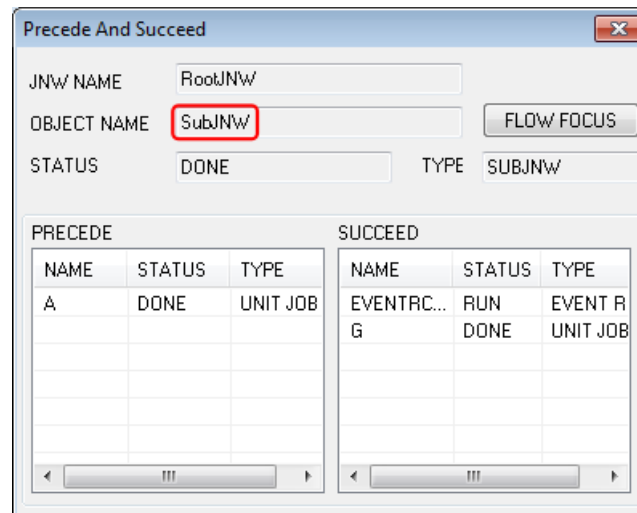 Precede And Succeed
JNW NAME RootJNW
OBJECT NAME SubJNW FLOW FOCUS
STATUS DONE TYPE SUBJNW
PRECEDE SUCCEED
NAME STATUS TYPE NAME STATUS TYPE
A DONE UNIT JOB EVENTRC... RUN EVENT R
G DONE UNIT JOB